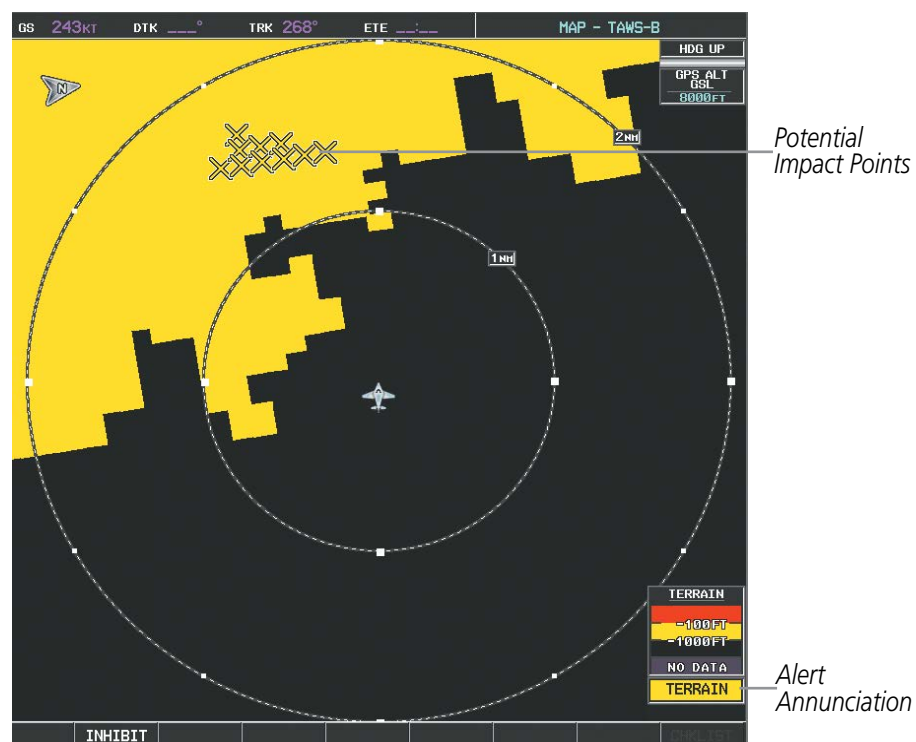 GS 243KT DTK ___° TRK 268° ETE __:__ MAP - TAWS-B
HDG UP
N
GPS ALT
GSL
8000FT
2NM
Potential
Impact Points
1NM
TERRAIN
-100FT
-1000FT
NO DATA
TERRAIN
Alert
Annunciation
INHIBIT
CHKLIST